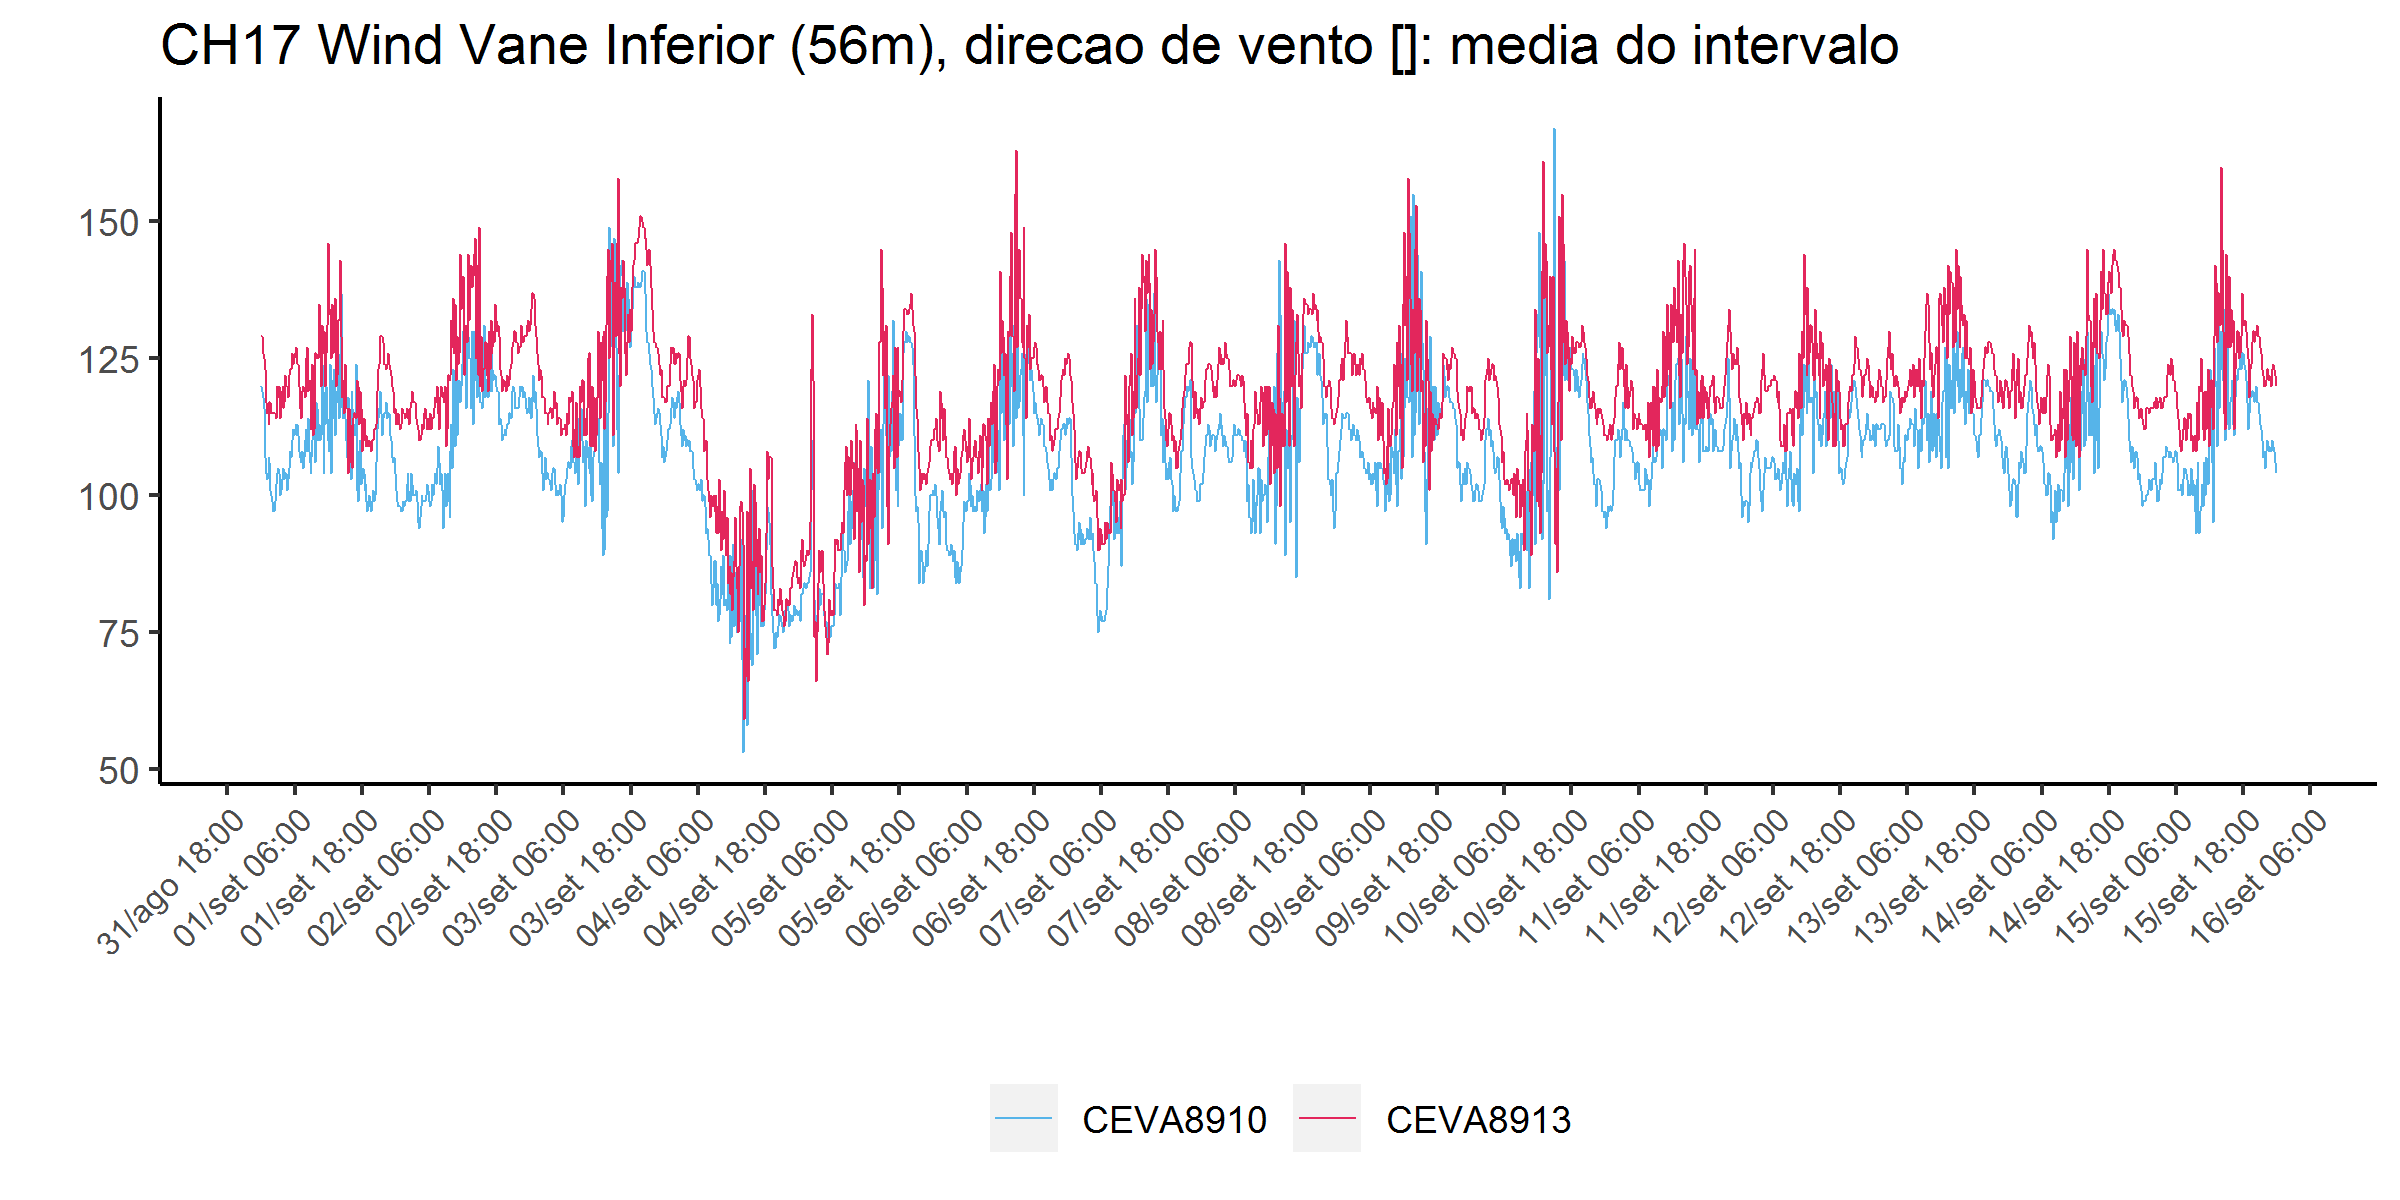 CH17 Wind Vane Inferior (56m), direcao de vento []: media do intervalo
150
125
100
75
50
31/ago 18:00
01/set 06:00
01/set 18:00
02/set 06:00
02/set 18:00
03/set 06:00
03/set 18:00
04/set 06:00
04/set 18:00
05/set 06:00
05/set 18:00
06/set 06:00
06/set 18:00
07/set 06:00
07/set 18:00
08/set 06:00
08/set 18:00
09/set 06:00
09/set 18:00
10/set 06:00
10/set 18:00
11/set 06:00
11/set 18:00
12/set 06:00
12/set 18:00
13/set 06:00
13/set 18:00
14/set 06:00
14/set 18:00
15/set 06:00
15/set 18:00
16/set 06:00
CEVA8910
CEVA8913